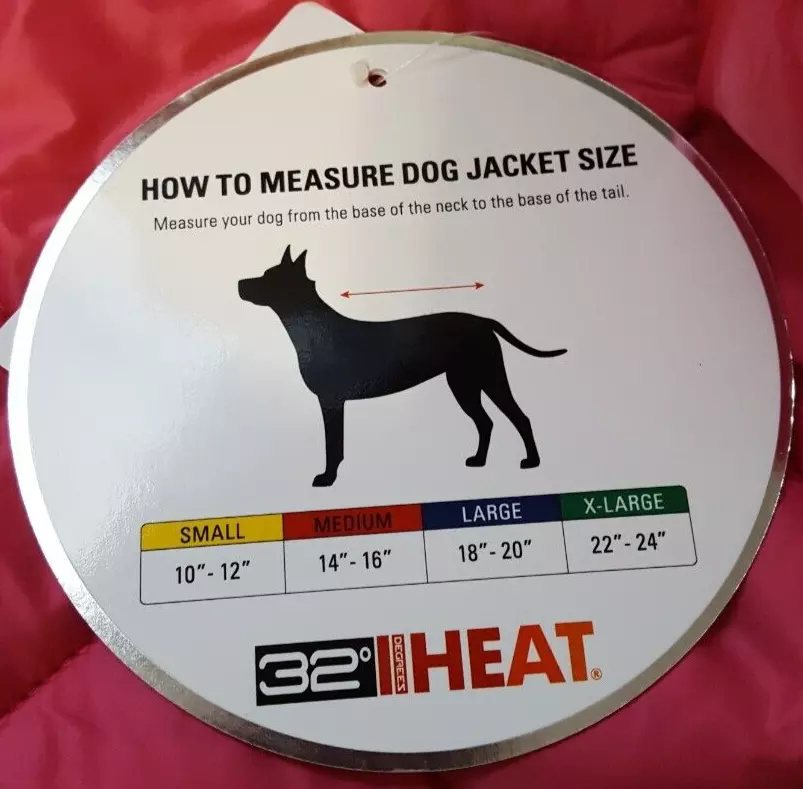 HOW TO MEASURE DOG JACKET SIZE
Measure your dog from the base of the neck to the base of the tail.
SMALL MEDIUM LARGE X-LARGE
10”- 12” 14”- 16” 18”- 20” 22”- 24”
32° DEGREES HEAT®